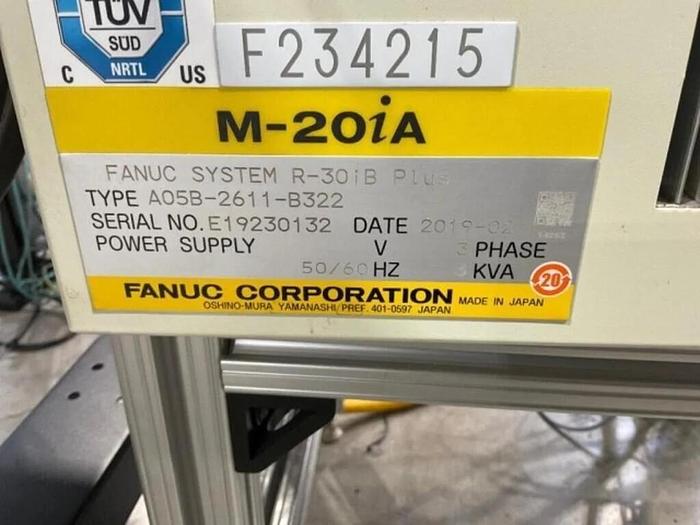 TÜV
SÜD
C NRTL US
F234215
M-20iA
FANUC SYSTEM R-30iB Plus
TYPE A05B-2611-B322
SERIAL NO. E19230132 DATE 2019-02
POWER SUPPLY V 3 PHASE
50/60 HZ KVA
20
FANUC CORPORATION MADE IN JAPAN
OSHINO-MURA YAMANASHI PREF. 401-0597 JAPAN